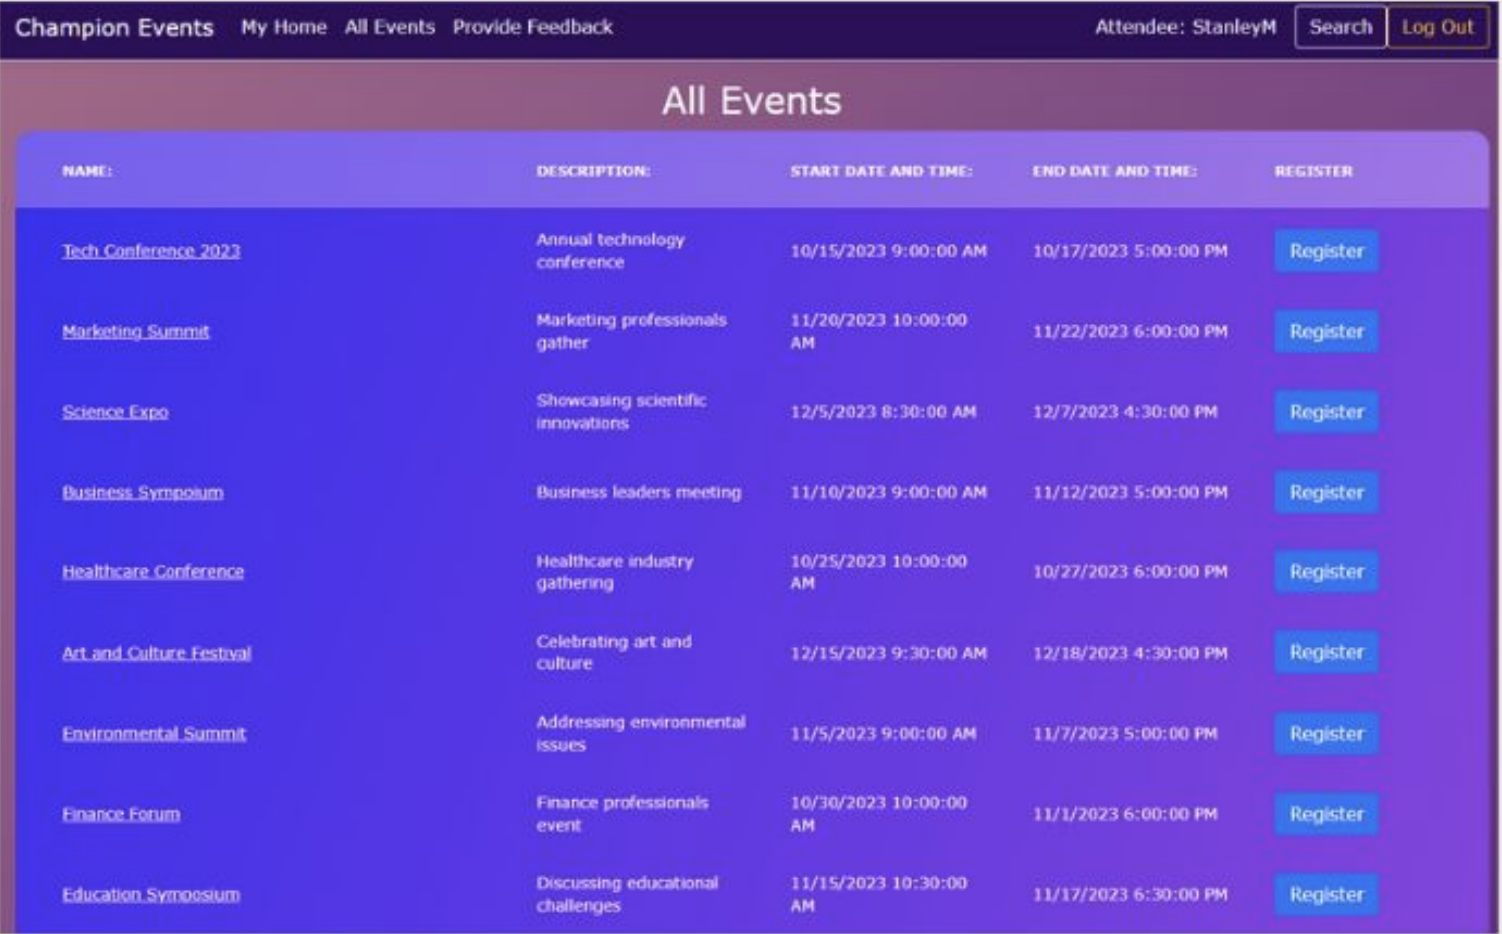 Champion Events My Home All Events Provide Feedback Attendee: StanleyM Search Log Out
All Events
NAME: DESCRIPTION: START DATE AND TIME: END DATE AND TIME: REGISTER
Tech Conference 2023 Annual technology conference 10/15/2023 9:00:00 AM 10/17/2023 5:00:00 PM Register
Marketing Summit Marketing professionals gather 11/20/2023 10:00:00 AM 11/22/2023 6:00:00 PM Register
Science Expo Showcasing scientific innovations 12/5/2023 8:30:00 AM 12/7/2023 4:30:00 PM Register
Business Sympoium Business leaders meeting 11/10/2023 9:00:00 AM 11/12/2023 5:00:00 PM Register
Healthcare Conference Healthcare industry gathering 10/25/2023 10:00:00 AM 10/27/2023 6:00:00 PM Register
Art and Culture Festival Celebrating art and culture 12/15/2023 9:30:00 AM 12/18/2023 4:30:00 PM Register
Environmental Summit Addressing environmental issues 11/5/2023 9:00:00 AM 11/7/2023 5:00:00 PM Register
Finance Forum Finance professionals event 10/30/2023 10:00:00 AM 11/1/2023 6:00:00 PM Register
Education Symposium Discussing educational challenges 11/15/2023 10:30:00 AM 11/17/2023 6:30:00 PM Register